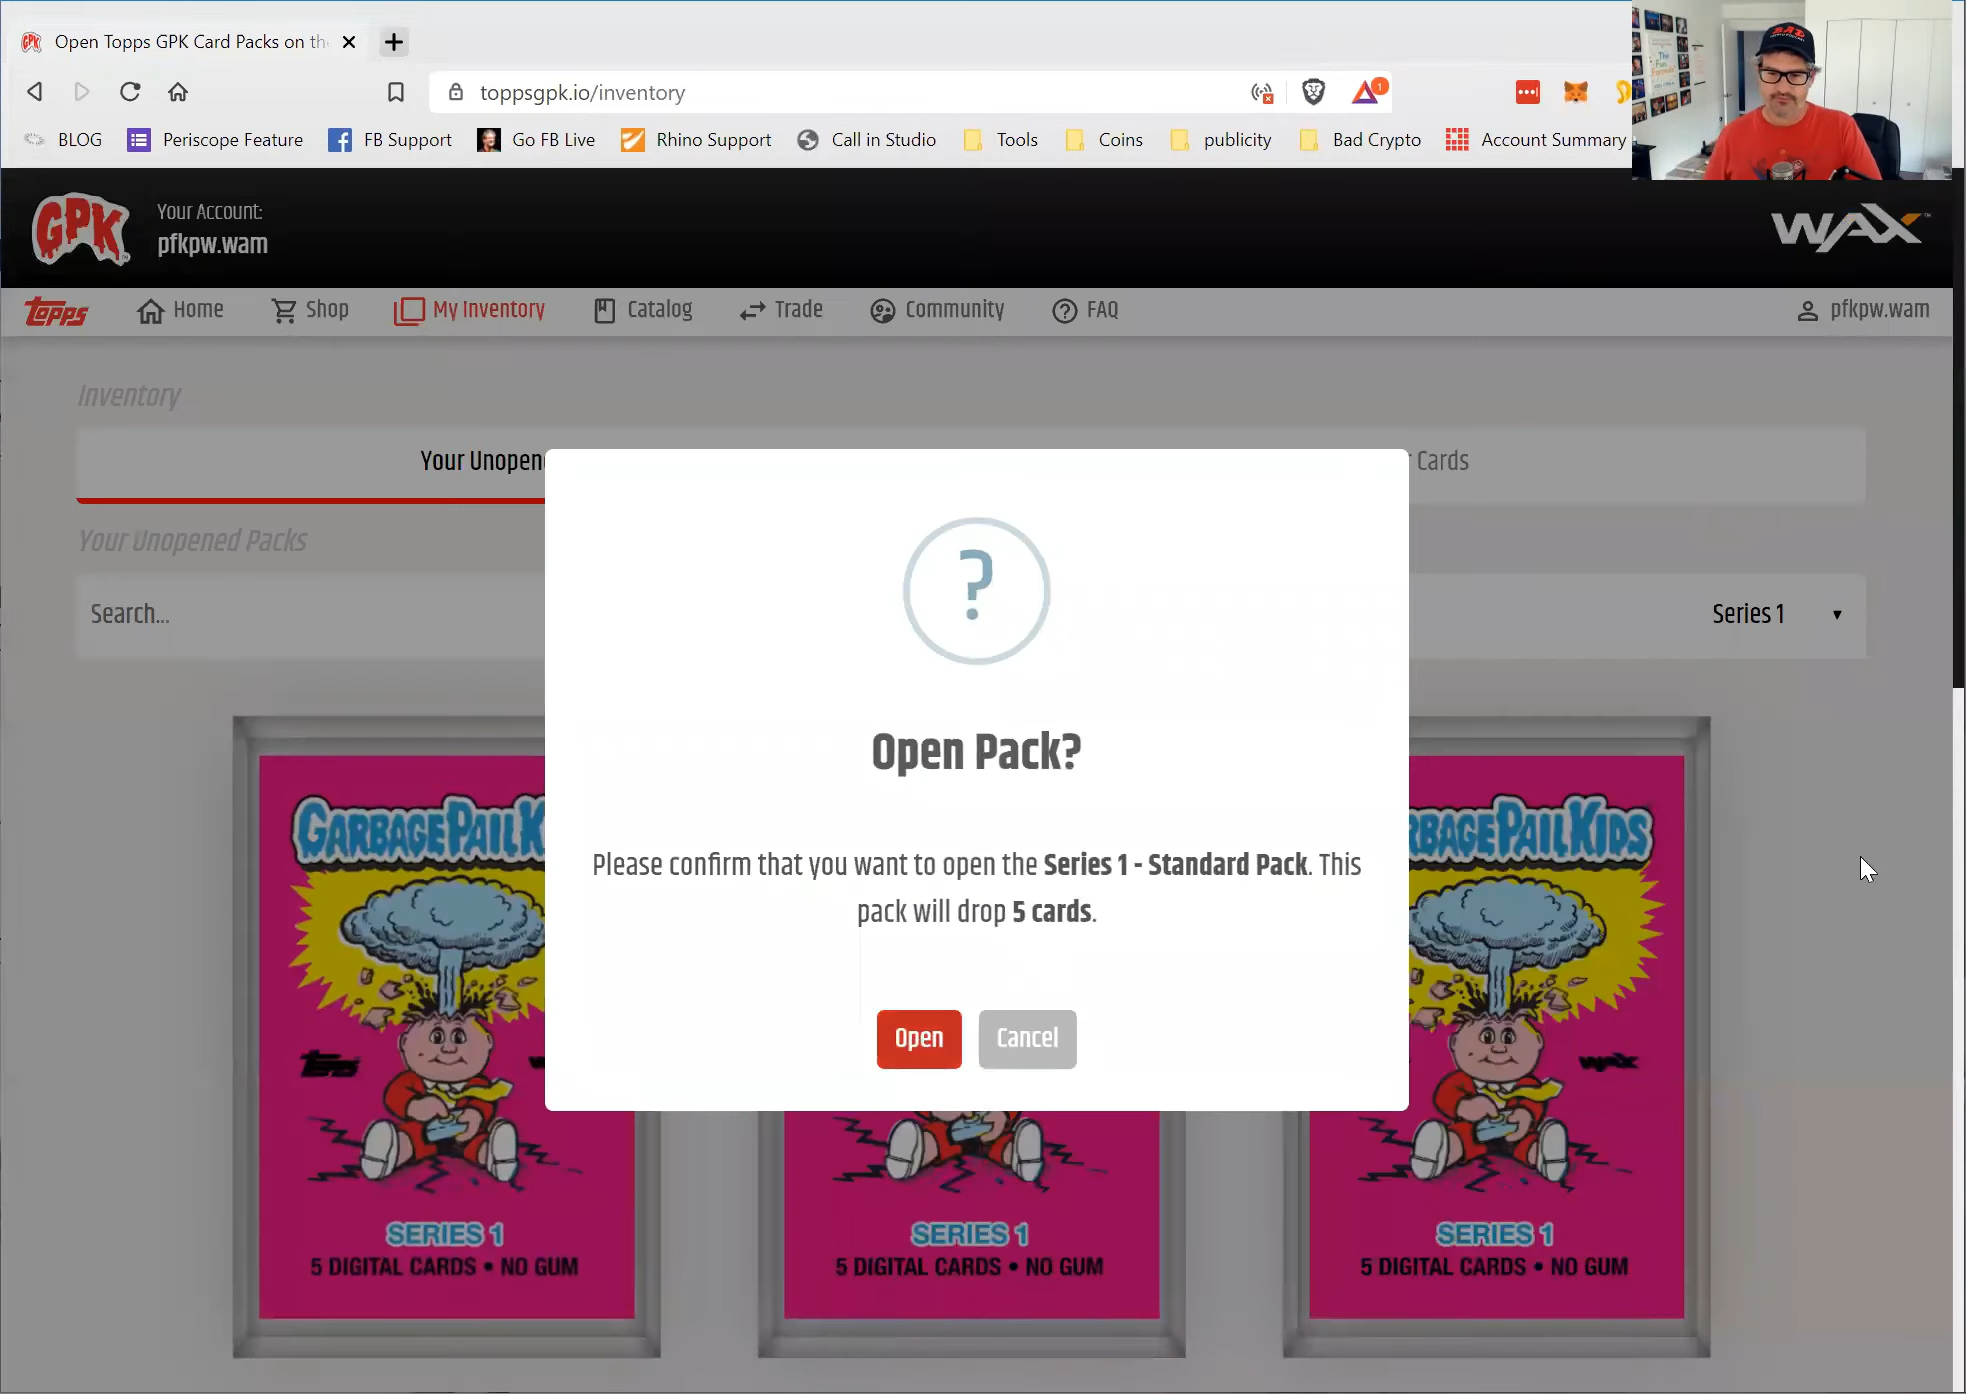 Open Topps GPK Card Packs on th
toppsgpk.io/inventory
1
BLOG
Periscope Feature
FB Support
Go FB Live
Rhino Support
Call in Studio
Tools
Coins
publicity
Bad Crypto
Account Summary
BAD
GPK
Your Account:
pfkpw.wam
WAX
Topps
Home
Shop
My Inventory
Catalog
Trade
Community
FAQ
pfkpw.wam
Inventory
Your Unopen
Cards
Your Unopened Packs
Search...
Series 1
?
Open Pack?
Please confirm that you want to open the Series 1 - Standard Pack. This
pack will drop 5 cards.
Open
Cancel
GARBAGE PAIL K
Topps
SERIES 1
5 DIGITAL CARDS • NO GUM
SERIES 1
5 DIGITAL CARDS • NO GUM
RBAGE PAIL KIDS
WAX
SERIES 1
5 DIGITAL CARDS • NO GUM